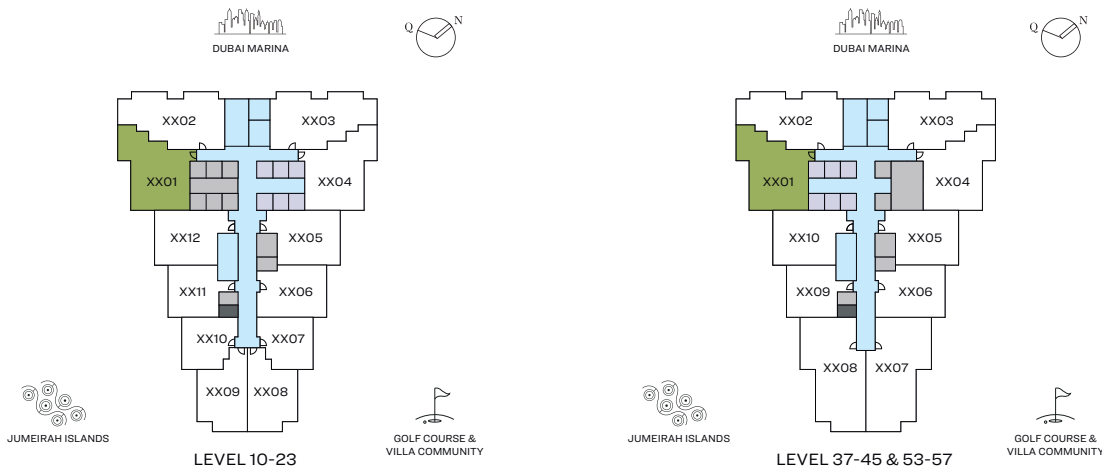 DUBAI MARINA
Q N
XX02
XX03
XX01
XX04
XX12
XX05
XX11
XX06
XX10
XX07
XX09
XX08
JUMEIRAH ISLANDS
GOLF COURSE &
VILLA COMMUNITY
LEVEL 10-23
DUBAI MARINA
Q N
XX02
XX03
XX01
XX04
XX10
XX05
XX09
XX06
XX08
XX07
JUMEIRAH ISLANDS
GOLF COURSE &
VILLA COMMUNITY
LEVEL 37-45 & 53-57